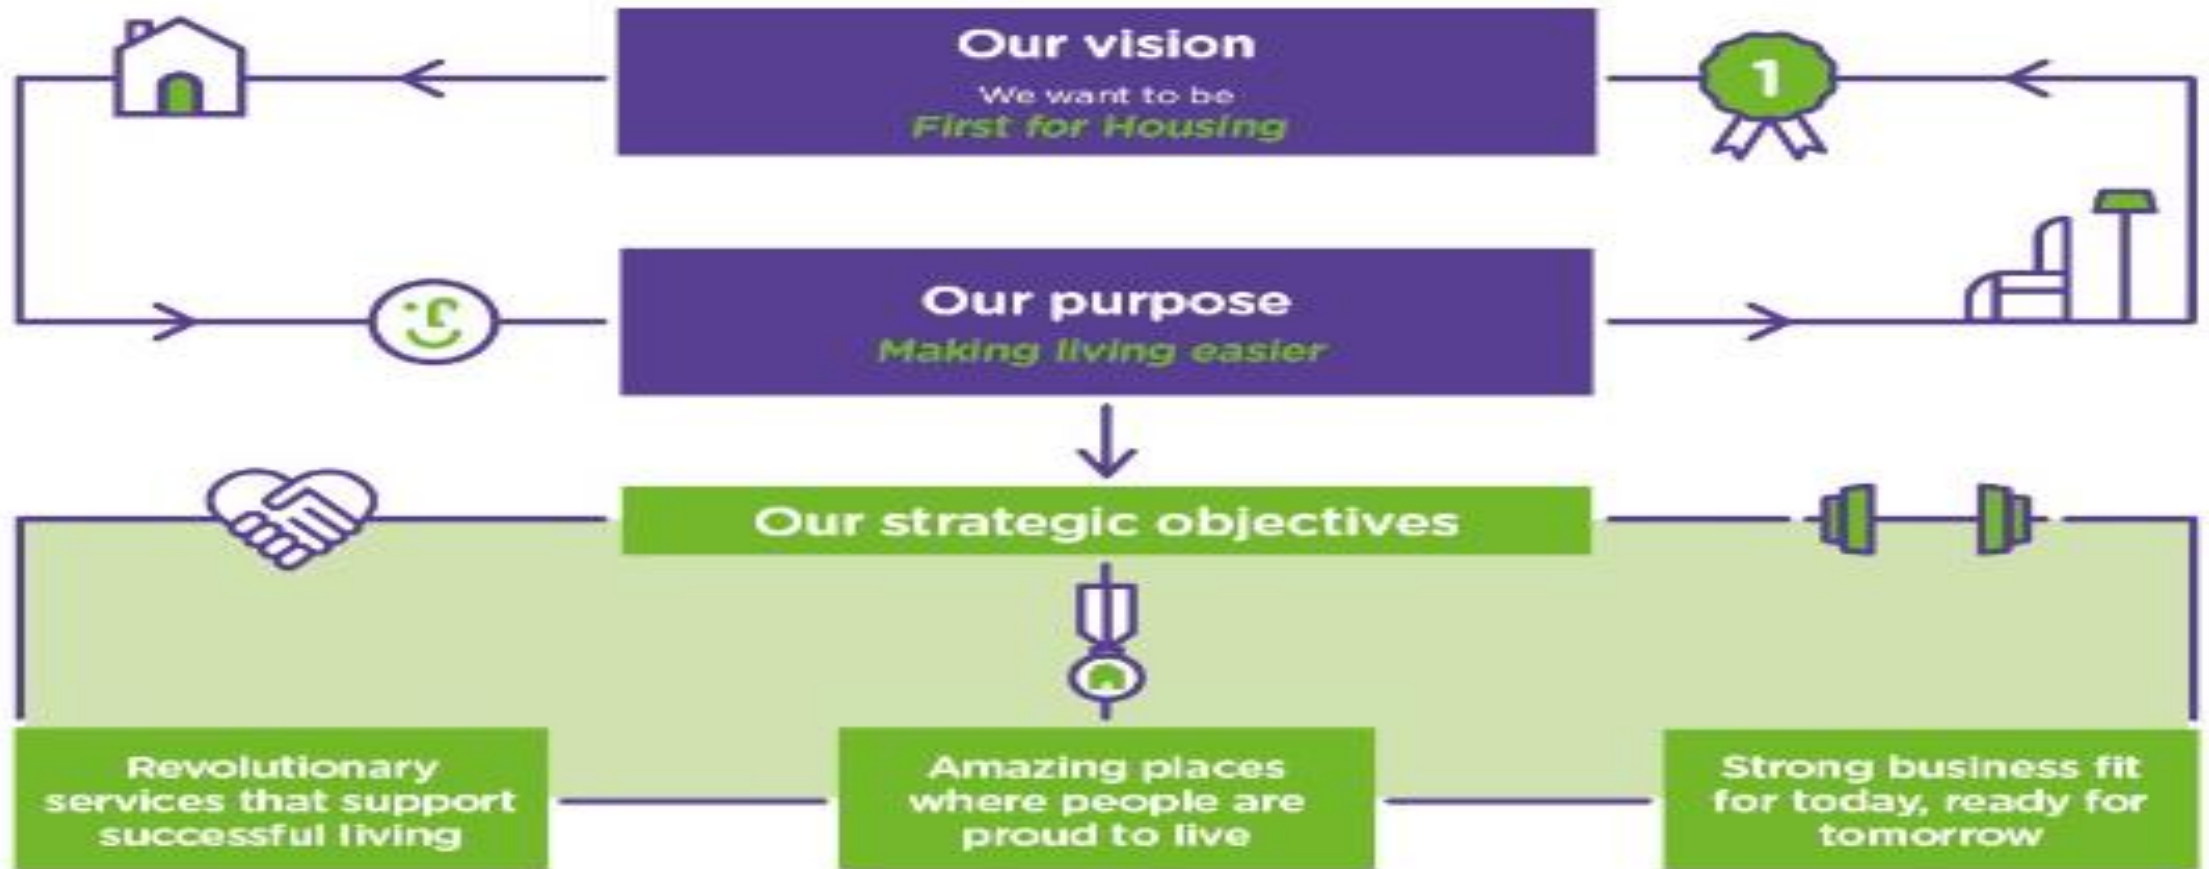 Our vision
We want to be
First for Housing
1
Our purpose
Making living easier
Our strategic objectives
Revolutionary
services that support
successful living
Amazing places
where people are
proud to live
Strong business fit
for today, ready for
tomorrow